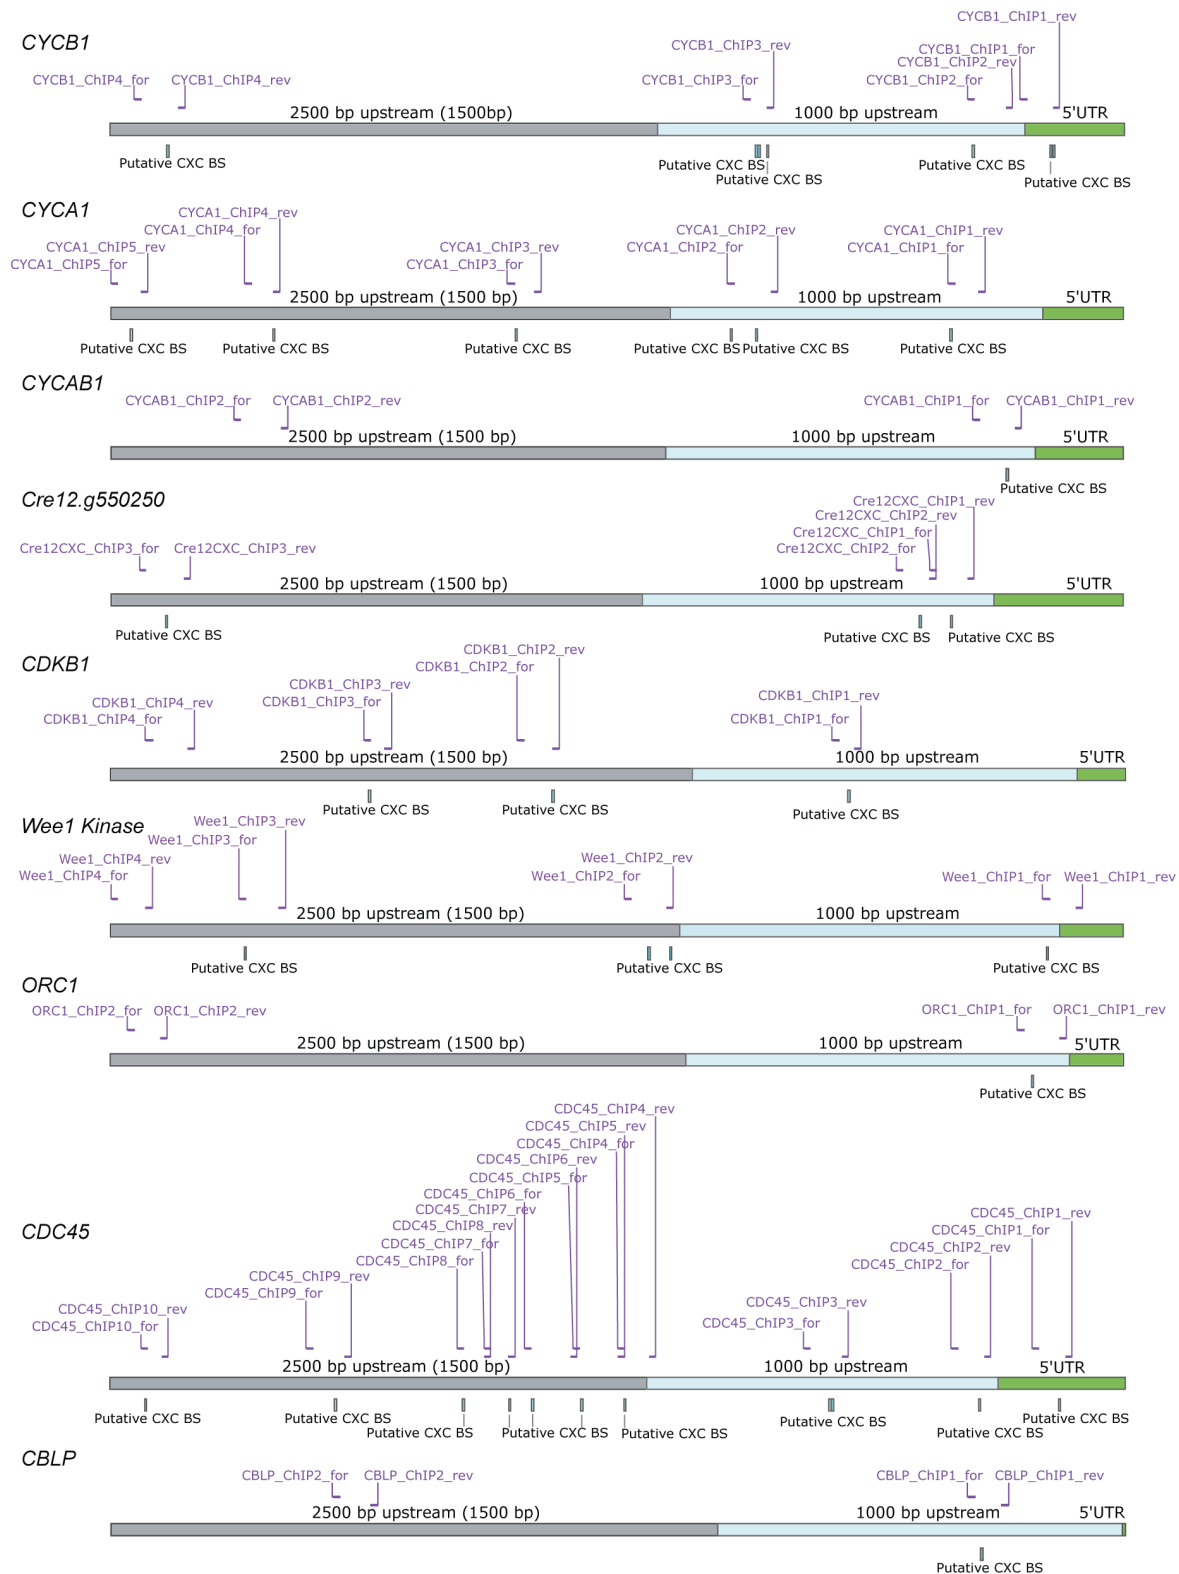 CYCB1_ChIP1_rev
CYCB1
CYCB1_ChIP3_rev
CYCB1_ChIP1_for
CYCB1_ChIP2_rev
CYCB1_ChIP4_for
CYCB1_ChIP4_rev
CYCB1_ChIP3_for
CYCB1_ChIP2_for
2500 bp upstream (1500bp)
1000 bp upstream
5'UTR
Putative CXC BS
Putative CXC BS
Putative CXC BS
Putative CXC BS
Putative CXC BS
CYCA1
CYCA1_ChIP4_rev
CYCA1_ChIP4_for
CYCA1_ChIP2_rev
CYCA1_ChIP1_rev
CYCA1_ChIP5_rev
CYCA1_ChIP3_rev
CYCA1_ChIP2_for
CYCA1_ChIP1_for
CYCA1_ChIP5_for
CYCA1_ChIP3_for
2500 bp upstream (1500 bp)
1000 bp upstream
5'UTR
Putative CXC BS
Putative CXC BS
Putative CXC BS
Putative CXC BS
Putative CXC BS
Putative CXC BS
CYCAB1
CYCAB1_ChIP2_for
CYCAB1_ChIP2_rev
CYCAB1_ChIP1_for
CYCAB1_ChIP1_rev
2500 bp upstream (1500 bp)
1000 bp upstream
5'UTR
Putative CXC BS
Cre12.g550250
Cre12CXC_ChIP1_rev
Cre12CXC_ChIP2_rev
Cre12CXC_ChIP1_for
Cre12CXC_ChIP3_for
Cre12CXC_ChIP3_rev
Cre12CXC_ChIP2_for
2500 bp upstream (1500 bp)
1000 bp upstream
5'UTR
Putative CXC BS
Putative CXC BS
Putative CXC BS
CDKB1
CDKB1_ChIP2_rev
CDKB1_ChIP2_for
CDKB1_ChIP3_rev
CDKB1_ChIP1_rev
CDKB1_ChIP4_rev
CDKB1_ChIP3_for
CDKB1_ChIP4_for
CDKB1_ChIP1_for
2500 bp upstream (1500 bp)
1000 bp upstream
5'UTR
Putative CXC BS
Putative CXC BS
Putative CXC BS
Wee1 Kinase
Wee1_ChIP3_rev
Wee1_ChIP3_for
Wee1_ChIP4_rev
Wee1_ChIP2_rev
Wee1_ChIP4_for
Wee1_ChIP2_for
Wee1_ChIP1_for
Wee1_ChIP1_rev
2500 bp upstream (1500 bp)
1000 bp upstream
5'UTR
Putative CXC BS
Putative CXC BS
Putative CXC BS
ORC1
ORC1_ChIP2_for
ORC1_ChIP2_rev
ORC1_ChIP1_for
ORC1_ChIP1_rev
2500 bp upstream (1500 bp)
1000 bp upstream
5'UTR
Putative CXC BS
CDC45_ChIP4_rev
CDC45_ChIP5_rev
CDC45_ChIP4_for
CDC45_ChIP6_rev
CDC45_ChIP5_for
CDC45_ChIP6_for
CDC45_ChIP7_rev
CDC45_ChIP1_rev
CDC45
CDC45_ChIP8_rev
CDC45_ChIP1_for
CDC45_ChIP7_for
CDC45_ChIP2_rev
CDC45_ChIP8_for
CDC45_ChIP2_for
CDC45_ChIP9_rev
CDC45_ChIP9_for
CDC45_ChIP3_rev
CDC45_ChIP10_rev
CDC45_ChIP10_for
CDC45_ChIP3_for
2500 bp upstream (1500 bp)
1000 bp upstream
5'UTR
Putative CXC BS
Putative CXC BS
Putative CXC BS
Putative CXC BS
Putative CXC BS
Putative CXC BS
Putative CXC BS
Putative CXC BS
CBLP
CBLP_ChIP2_for
CBLP_ChIP2_rev
CBLP_ChIP1_for
CBLP_ChIP1_rev
2500 bp upstream (1500 bp)
1000 bp upstream
5'UTR
Putative CXC BS